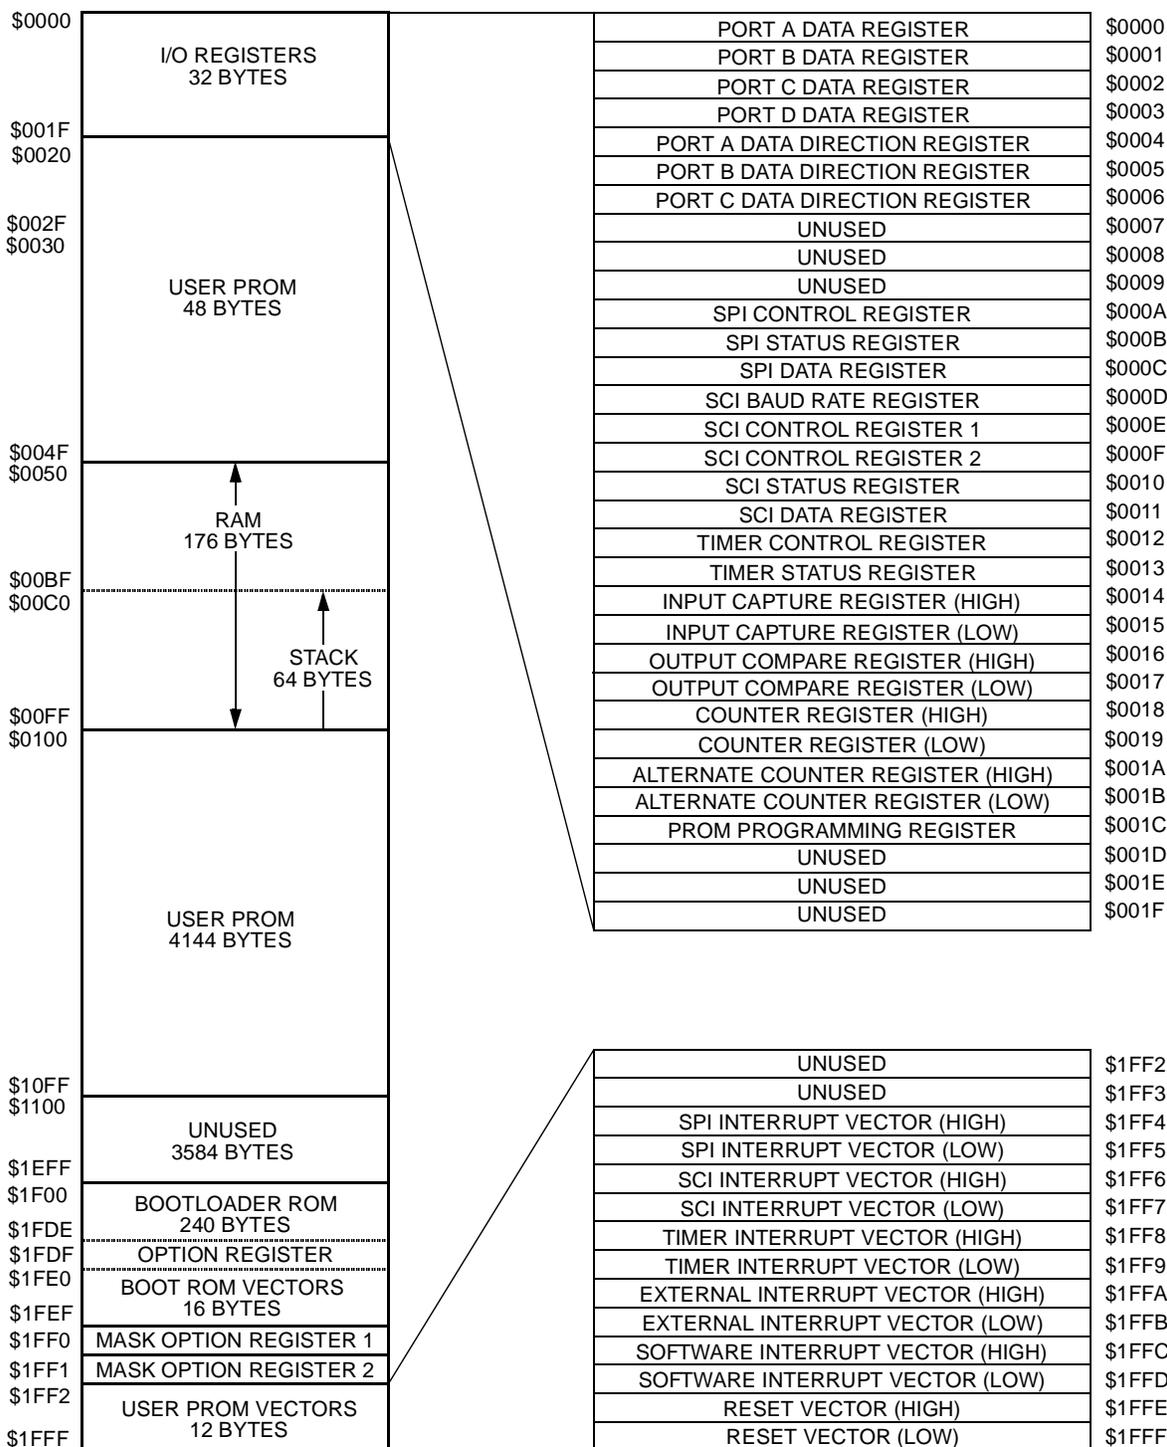 $0000
I/O REGISTERS
32 BYTES
$001F
$0020
$002F
$0030
USER PROM
48 BYTES
$004F
$0050
RAM
176 BYTES
$00BF
$00C0
STACK
64 BYTES
$00FF
$0100
USER PROM
4144 BYTES
$10FF
$1100
UNUSED
3584 BYTES
$1EFF
$1F00
BOOTLOADER ROM
240 BYTES
$1FDE
$1FDF OPTION REGISTER
$1FE0
BOOT ROM VECTORS
16 BYTES
$1FEF
$1FF0 MASK OPTION REGISTER 1
$1FF1 MASK OPTION REGISTER 2
$1FF2
USER PROM VECTORS
12 BYTES
$1FFF
PORT A DATA REGISTER $0000
PORT B DATA REGISTER $0001
PORT C DATA REGISTER $0002
PORT D DATA REGISTER $0003
PORT A DATA DIRECTION REGISTER $0004
PORT B DATA DIRECTION REGISTER $0005
PORT C DATA DIRECTION REGISTER $0006
UNUSED $0007
UNUSED $0008
UNUSED $0009
SPI CONTROL REGISTER $000A
SPI STATUS REGISTER $000B
SPI DATA REGISTER $000C
SCI BAUD RATE REGISTER $000D
SCI CONTROL REGISTER 1 $000E
SCI CONTROL REGISTER 2 $000F
SCI STATUS REGISTER $0010
SCI DATA REGISTER $0011
TIMER CONTROL REGISTER $0012
TIMER STATUS REGISTER $0013
INPUT CAPTURE REGISTER (HIGH) $0014
INPUT CAPTURE REGISTER (LOW) $0015
OUTPUT COMPARE REGISTER (HIGH) $0016
OUTPUT COMPARE REGISTER (LOW) $0017
COUNTER REGISTER (HIGH) $0018
COUNTER REGISTER (LOW) $0019
ALTERNATE COUNTER REGISTER (HIGH) $001A
ALTERNATE COUNTER REGISTER (LOW) $001B
PROM PROGRAMMING REGISTER $001C
UNUSED $001D
UNUSED $001E
UNUSED $001F
UNUSED $1FF2
UNUSED $1FF3
SPI INTERRUPT VECTOR (HIGH) $1FF4
SPI INTERRUPT VECTOR (LOW) $1FF5
SCI INTERRUPT VECTOR (HIGH) $1FF6
SCI INTERRUPT VECTOR (LOW) $1FF7
TIMER INTERRUPT VECTOR (HIGH) $1FF8
TIMER INTERRUPT VECTOR (LOW) $1FF9
EXTERNAL INTERRUPT VECTOR (HIGH) $1FFA
EXTERNAL INTERRUPT VECTOR (LOW) $1FFB
SOFTWARE INTERRUPT VECTOR (HIGH) $1FFC
SOFTWARE INTERRUPT VECTOR (LOW) $1FFD
RESET VECTOR (HIGH) $1FFE
RESET VECTOR (LOW) $1FFF